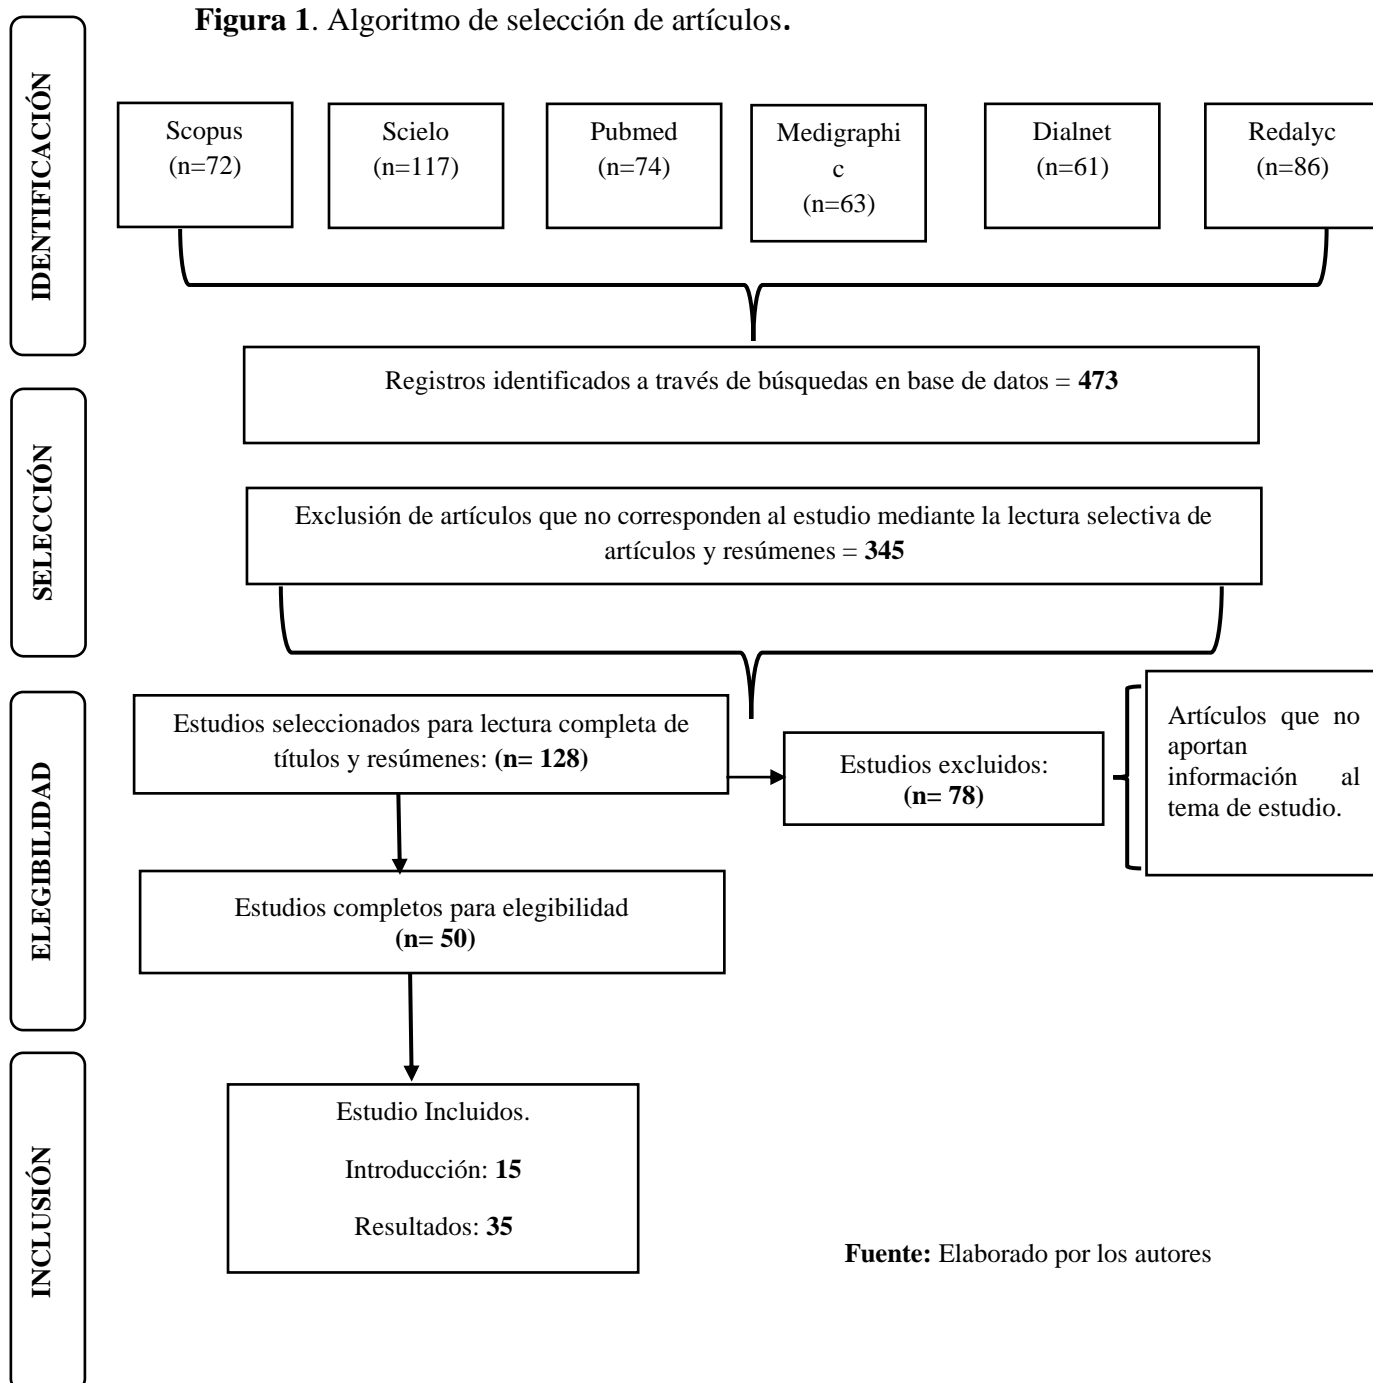 Figura 1. Algoritmo de selección de artículos.
IDENTIFICACIÓN
Scopus
(n=72)
Scielo
(n=117)
Pubmed
(n=74)
Medigraphi
c
(n=63)
Dialnet
(n=61)
Redalyc
(n=86)
Registros identificados a través de búsquedas en base de datos = 473
SELECCIÓN
Exclusión de artículos que no corresponden al estudio mediante la lectura selectiva de
artículos y resúmenes = 345
ELEGIBILIDAD
Estudios seleccionados para lectura completa de
títulos y resúmenes: (n= 128)
Estudios excluidos:
(n= 78)
Artículos que no
aportan
información al
tema de estudio.
Estudios completos para elegibilidad
(n= 50)
INCLUSIÓN
Estudio Incluidos.
Introducción: 15
Resultados: 35
Fuente: Elaborado por los autores